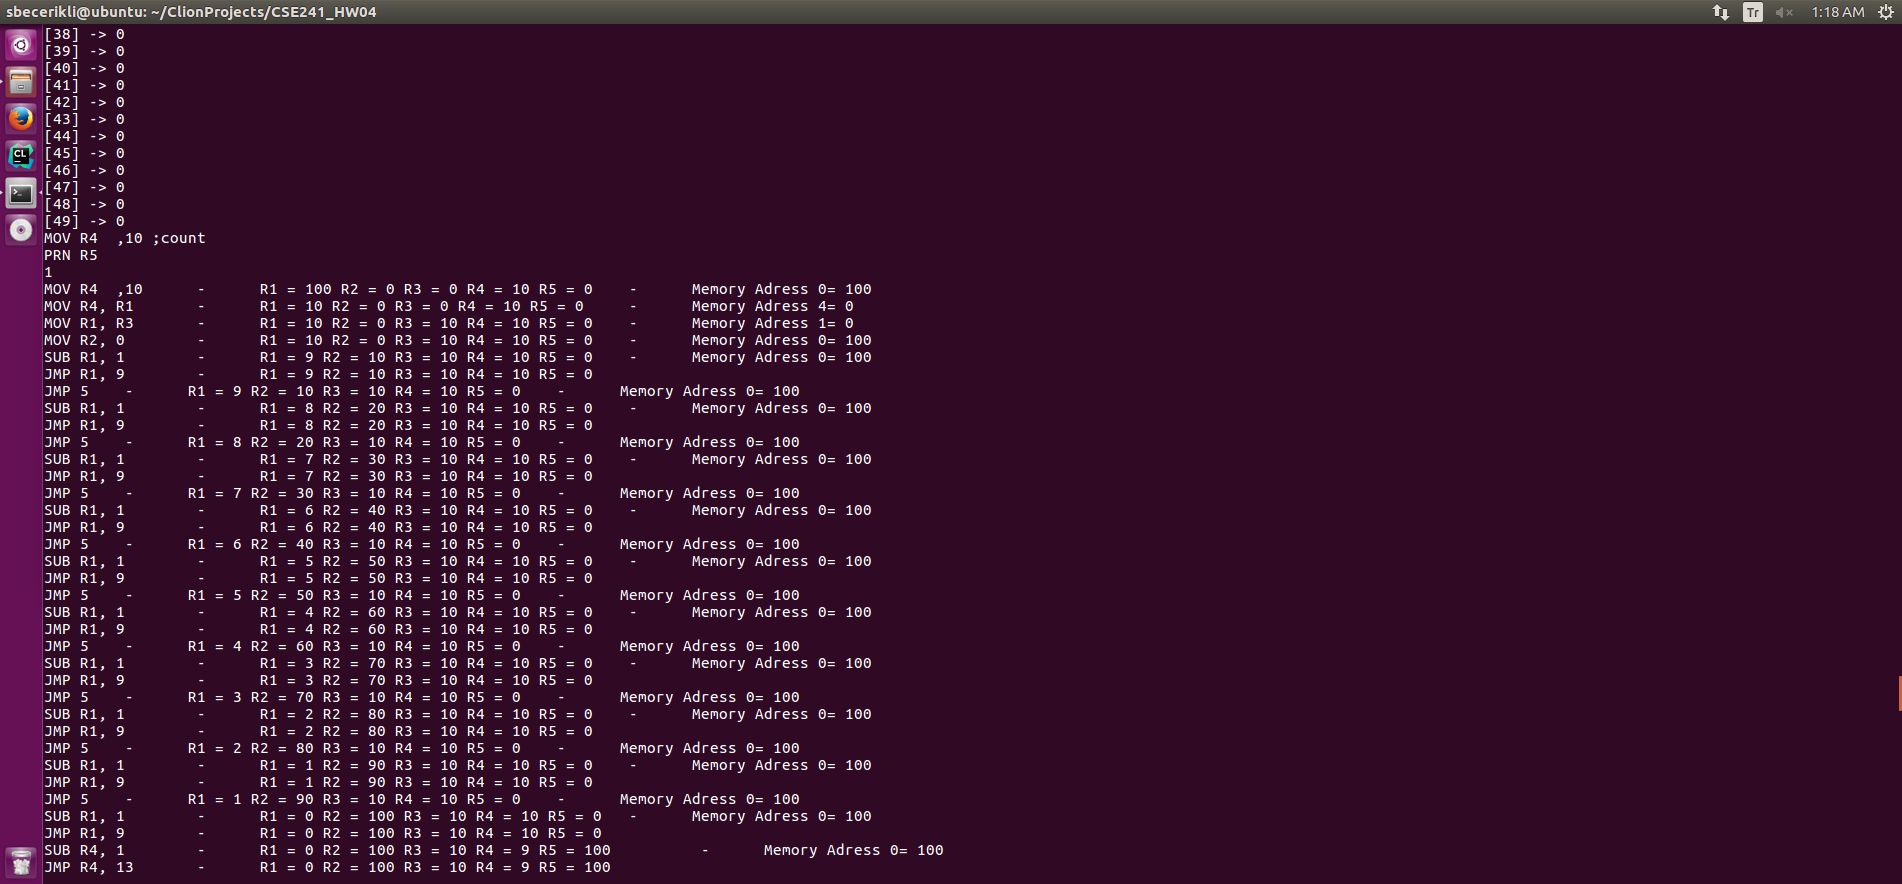 sbecerikli@ubuntu: ~/ClionProjects/CSE241_HW04
Tr
1:18 AM
CL
[38] -> 0
[39] -> 0
[40] -> 0
[41] -> 0
[42] -> 0
[43] -> 0
[44] -> 0
[45] -> 0
[46] -> 0
[47] -> 0
[48] -> 0
[49] -> 0
MOV R4  ,10 ;count
PRN R5
1
MOV R4  ,10      -      R1 = 100 R2 = 0 R3 = 0 R4 = 10 R5 = 0    -      Memory Adress 0= 100
MOV R4, R1       -      R1 = 10 R2 = 0 R3 = 0 R4 = 10 R5 = 0     -      Memory Adress 4= 0
MOV R1, R3       -      R1 = 10 R2 = 0 R3 = 10 R4 = 10 R5 = 0    -      Memory Adress 1= 0
MOV R2, 0        -      R1 = 10 R2 = 0 R3 = 10 R4 = 10 R5 = 0    -      Memory Adress 0= 100
SUB R1, 1        -      R1 = 9 R2 = 10 R3 = 10 R4 = 10 R5 = 0    -      Memory Adress 0= 100
JMP R1, 9        -      R1 = 9 R2 = 10 R3 = 10 R4 = 10 R5 = 0
JMP 5    -      R1 = 9 R2 = 10 R3 = 10 R4 = 10 R5 = 0    -      Memory Adress 0= 100
SUB R1, 1        -      R1 = 8 R2 = 20 R3 = 10 R4 = 10 R5 = 0    -      Memory Adress 0= 100
JMP R1, 9        -      R1 = 8 R2 = 20 R3 = 10 R4 = 10 R5 = 0
JMP 5    -      R1 = 8 R2 = 20 R3 = 10 R4 = 10 R5 = 0    -      Memory Adress 0= 100
SUB R1, 1        -      R1 = 7 R2 = 30 R3 = 10 R4 = 10 R5 = 0    -      Memory Adress 0= 100
JMP R1, 9        -      R1 = 7 R2 = 30 R3 = 10 R4 = 10 R5 = 0
JMP 5    -      R1 = 7 R2 = 30 R3 = 10 R4 = 10 R5 = 0    -      Memory Adress 0= 100
SUB R1, 1        -      R1 = 6 R2 = 40 R3 = 10 R4 = 10 R5 = 0    -      Memory Adress 0= 100
JMP R1, 9        -      R1 = 6 R2 = 40 R3 = 10 R4 = 10 R5 = 0
JMP 5    -      R1 = 6 R2 = 40 R3 = 10 R4 = 10 R5 = 0    -      Memory Adress 0= 100
SUB R1, 1        -      R1 = 5 R2 = 50 R3 = 10 R4 = 10 R5 = 0    -      Memory Adress 0= 100
JMP R1, 9        -      R1 = 5 R2 = 50 R3 = 10 R4 = 10 R5 = 0
JMP 5    -      R1 = 5 R2 = 50 R3 = 10 R4 = 10 R5 = 0    -      Memory Adress 0= 100
SUB R1, 1        -      R1 = 4 R2 = 60 R3 = 10 R4 = 10 R5 = 0    -      Memory Adress 0= 100
JMP R1, 9        -      R1 = 4 R2 = 60 R3 = 10 R4 = 10 R5 = 0
JMP 5    -      R1 = 4 R2 = 60 R3 = 10 R4 = 10 R5 = 0    -      Memory Adress 0= 100
SUB R1, 1        -      R1 = 3 R2 = 70 R3 = 10 R4 = 10 R5 = 0    -      Memory Adress 0= 100
JMP R1, 9        -      R1 = 3 R2 = 70 R3 = 10 R4 = 10 R5 = 0
JMP 5    -      R1 = 3 R2 = 70 R3 = 10 R4 = 10 R5 = 0    -      Memory Adress 0= 100
SUB R1, 1        -      R1 = 2 R2 = 80 R3 = 10 R4 = 10 R5 = 0    -      Memory Adress 0= 100
JMP R1, 9        -      R1 = 2 R2 = 80 R3 = 10 R4 = 10 R5 = 0
JMP 5    -      R1 = 2 R2 = 80 R3 = 10 R4 = 10 R5 = 0    -      Memory Adress 0= 100
SUB R1, 1        -      R1 = 1 R2 = 90 R3 = 10 R4 = 10 R5 = 0    -      Memory Adress 0= 100
JMP R1, 9        -      R1 = 1 R2 = 90 R3 = 10 R4 = 10 R5 = 0
JMP 5    -      R1 = 1 R2 = 90 R3 = 10 R4 = 10 R5 = 0    -      Memory Adress 0= 100
SUB R1, 1        -      R1 = 0 R2 = 100 R3 = 10 R4 = 10 R5 = 0   -      Memory Adress 0= 100
JMP R1, 9        -      R1 = 0 R2 = 100 R3 = 10 R4 = 10 R5 = 0
SUB R4, 1        -      R1 = 0 R2 = 100 R3 = 10 R4 = 9 R5 = 100          -      Memory Adress 0= 100
JMP R4, 13       -      R1 = 0 R2 = 100 R3 = 10 R4 = 9 R5 = 100